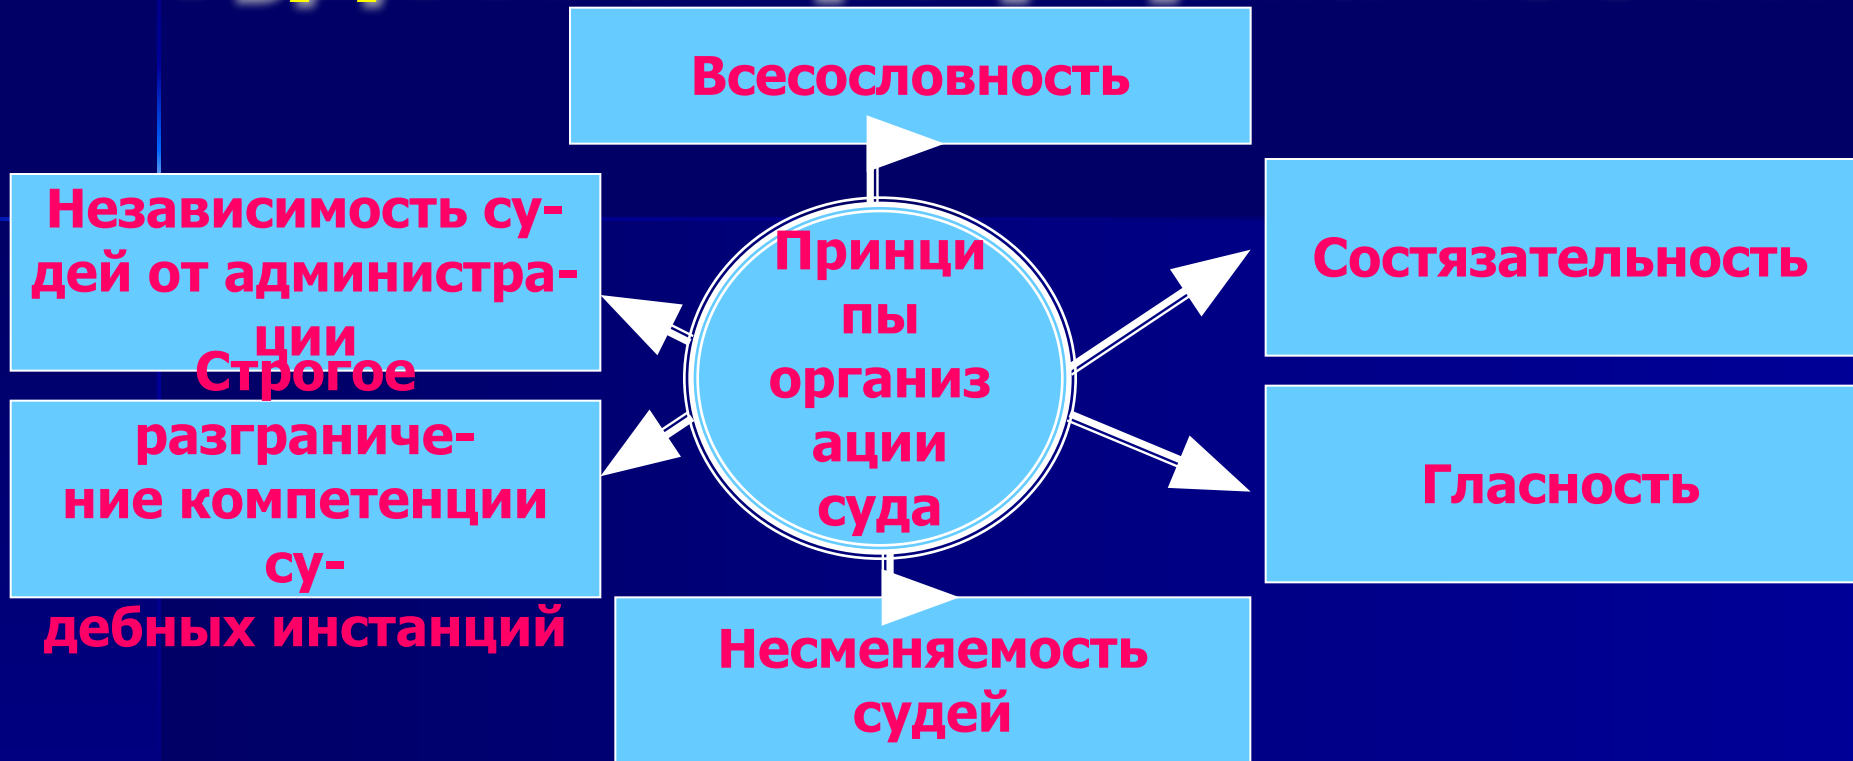 Всесословность
Независимость су-
дей от администра-
ции
Состязательность
Принци
пы
организ
ации
суда
Строгое
разграниче-
ние компетенции
су-
дебных инстанций
Гласность
Несменяемость
судей